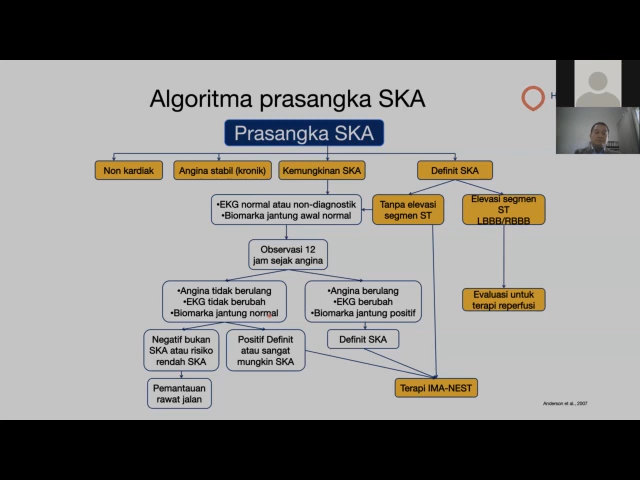 Algoritma prasangka SKA
H
Prasangka SKA
Non kardiak
Angina stabil (kronik)
Kemungkinan SKA
Definit SKA
•EKG normal atau non-diagnostik
•Biomarka jantung awal normal
Tanpa elevasi
segmen ST
Elevasi segmen
ST
LBBB/RBBB
Observasi 12
jam sejak angina
•Angina tidak berulang
•EKG tidak berubah
•Biomarka jantung normal
•Angina berulang
•EKG berubah
•Biomarka jantung positif
Evaluasi untuk
terapi reperfusi
Negatif bukan
SKA atau risiko
rendah SKA
Positif Definit
atau sangat
mungkin SKA
Definit SKA
Pemantauan
rawat jalan
Terapi IMA-NEST
Anderson et al., 2007